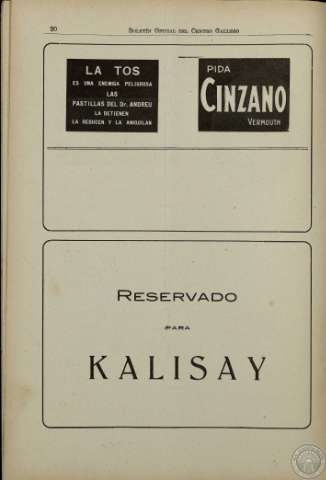 20
BOLETÍN OFICIAL DEL CENTRO GALLEGO
LA TOS
ES UNA ENEMIGA PELIGROSA
LAS
PASTILLAS DEL Dr. ANDREU
LA DETIENEN
LA REDUCEN Y LA ANIQUILAN
PIDA
CINZANO
VERMOUTH
RESERVADO
PARA
KALISAY